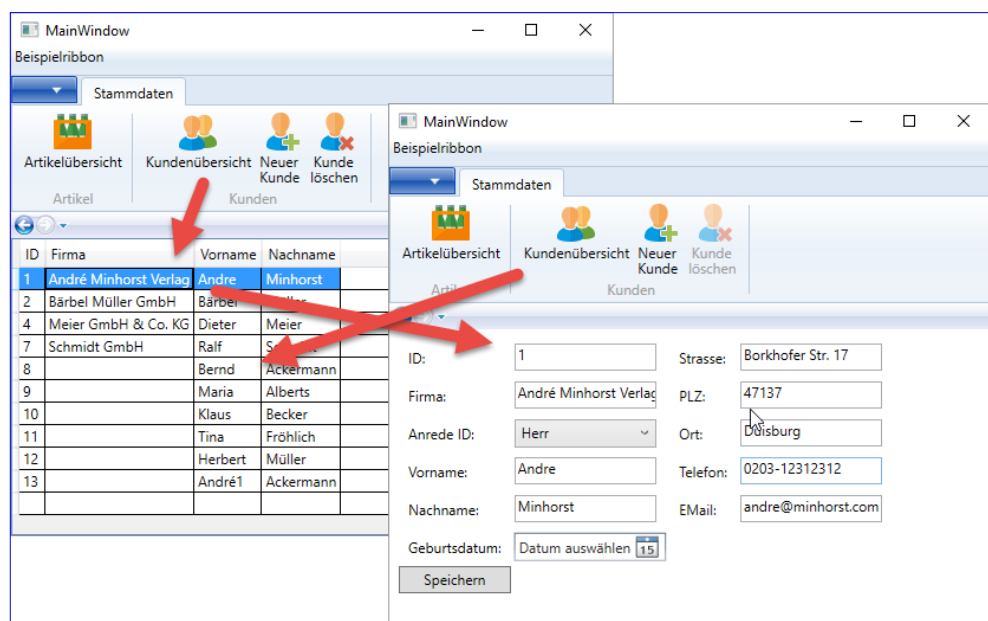 MainWindow
Beispielribbon
Stammdaten
Artikelübersicht
Kundenübersicht
Neuer Kunde
Kunde löschen
Artikel
Kunden
ID Firma Vorname Nachname
1 André Minhorst Verlag Andre Minhorst
2 Bärbel Müller GmbH Bärbel
4 Meier GmbH & Co. KG Dieter Meier
7 Schmidt GmbH Ralf
8 Bernd Ackermann
9 Maria Alberts
10 Klaus Becker
11 Tina Fröhlich
12 Herbert Müller
13 André1 Ackermann
MainWindow
Beispielribbon
Stammdaten
Artikelübersicht
Kundenübersicht
Neuer Kunde
Kunde löschen
Kunden
ID: 1
Firma: André Minhorst Verlag
Anrede ID: Herr
Vorname: Andre
Nachname: Minhorst
Geburtsdatum: Datum auswählen 15
Speichern
Strasse: Borkhofer Str. 17
PLZ: 47137
Ort: Duisburg
Telefon: 0203-12312312
EMail: andre@minhorst.com